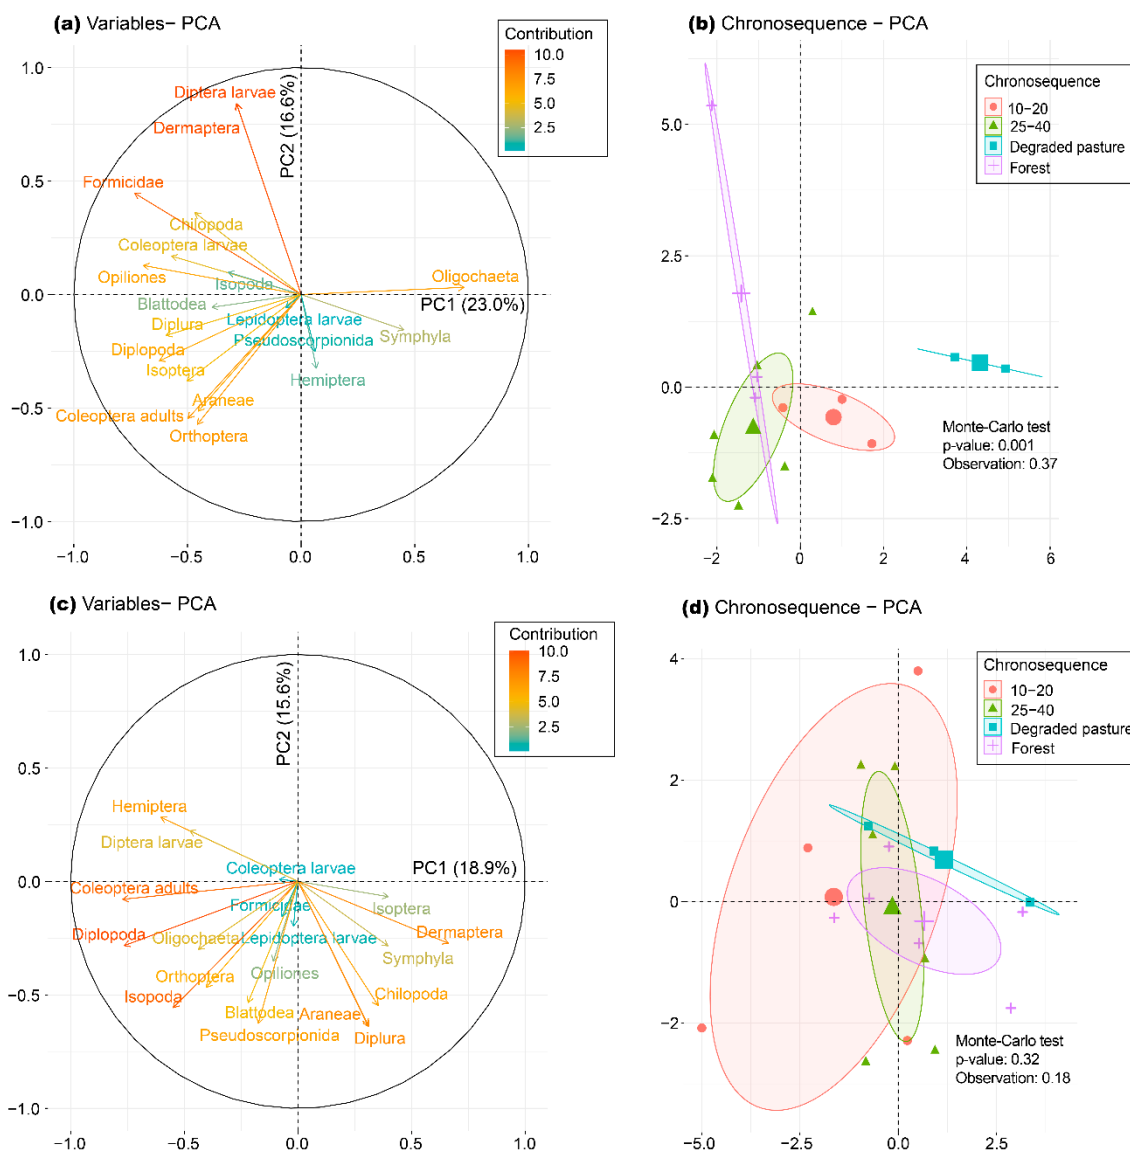 (a) Variables− PCA
Contribution
10.0
7.5
5.0
2.5
1.0
0.5
0.0
−0.5
−1.0
PC2 (16.6%)
Diptera larvae
Dermaptera
Formicidae
Chilopoda
Coleoptera larvae
Opiliones
Isopoda
Oligochaeta
PC1 (23.0%)
Blattodea
Lepidoptera larvae
Diplura
Pseudoscorpionida
Symphyla
Diplopoda
Isoptera
Hemiptera
Araneae
Coleoptera adults
Orthoptera
−1.0 −0.5 0.0 0.5 1.0
(b) Chronosequence − PCA
Chronosequence
10−20
25−40
Degraded pasture
Forest
5.0
2.5
0.0
−2.5
Monte-Carlo test
p-value: 0.001
Observation: 0.37
−2 0 2 4 6
(c) Variables− PCA
Contribution
10.0
7.5
5.0
2.5
1.0
0.5
0.0
−0.5
−1.0
PC2 (15.6%)
Hemiptera
Diptera larvae
Coleoptera larvae
PC1 (18.9%)
Coleoptera adults
Formicidae
Isoptera
Diplopoda
Oligochaeta
Lepidoptera larvae
Dermaptera
Symphyla
Orthoptera
Opiliones
Isopoda
Chilopoda
Blattodea
Araneae
Pseudoscorpionida
Diplura
−1.0 −0.5 0.0 0.5 1.0
(d) Chronosequence − PCA
Chronosequence
10−20
25−40
Degraded pasture
Forest
4
2
0
−2
Monte-Carlo test
p-value: 0.32
Observation: 0.18
−5.0 −2.5 0.0 2.5